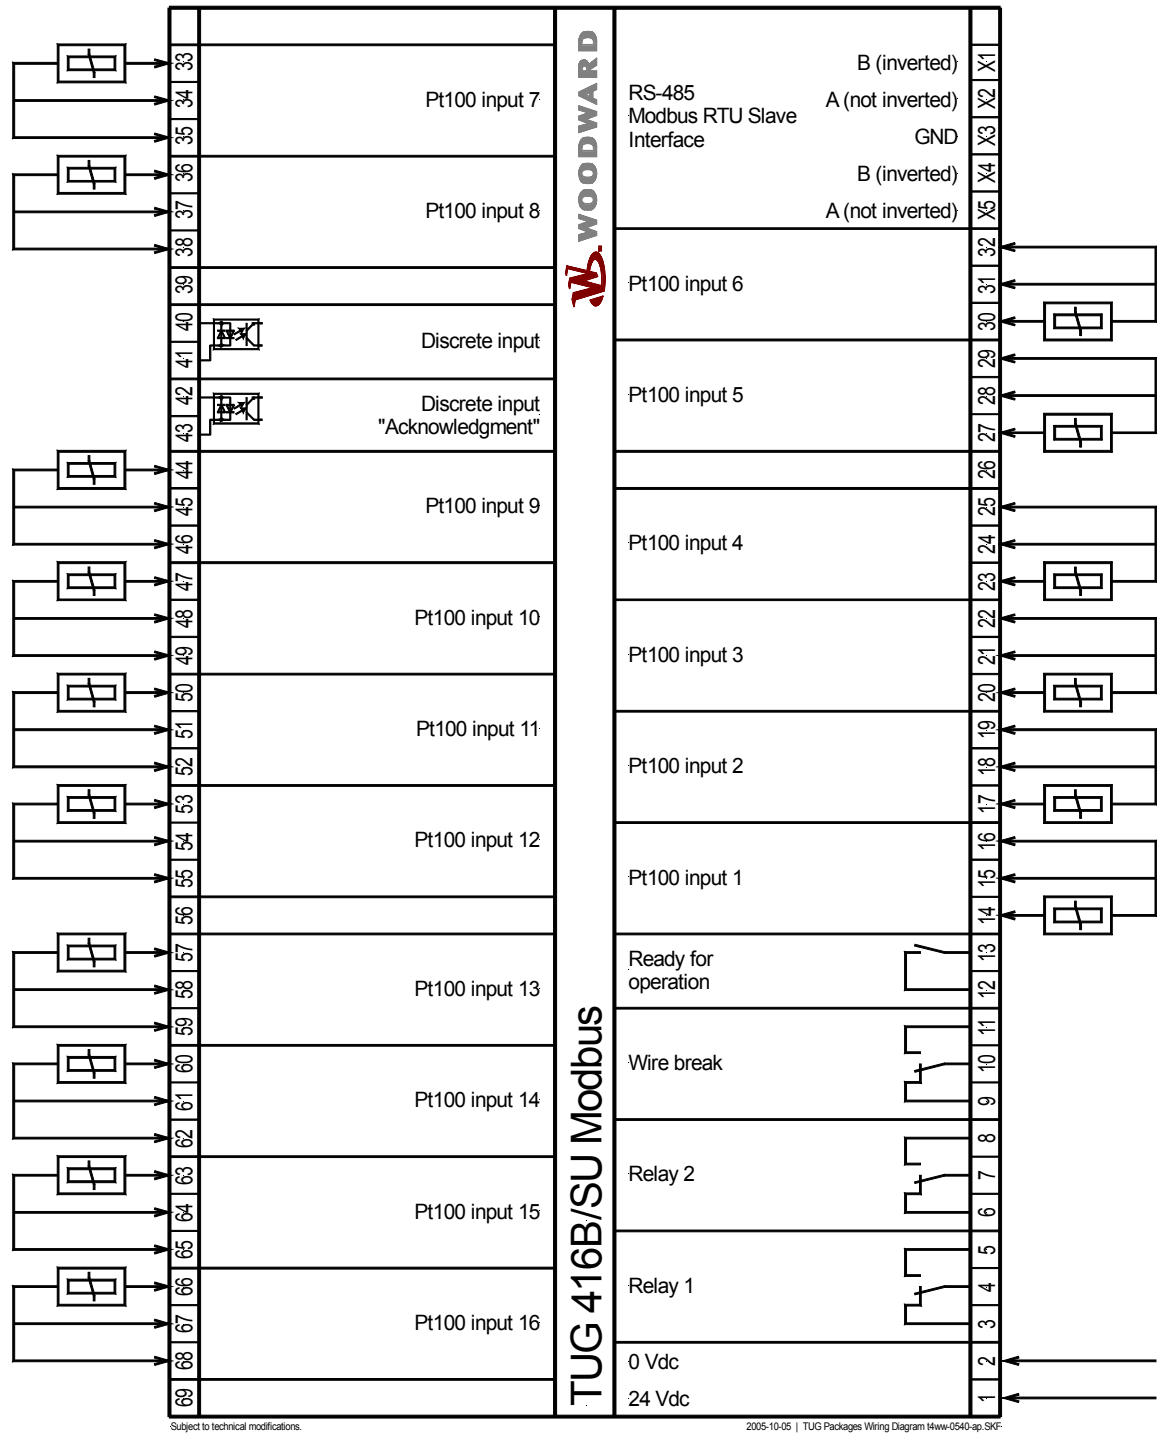 33
34
35
Pt100 input 7
36
37
38
Pt100 input 8
39
40
41
Discrete input
42
43
Discrete input
"Acknowledgment"
44
45
46
Pt100 input 9
47
48
49
Pt100 input 10
50
51
52
Pt100 input 11
53
54
55
Pt100 input 12
56
57
58
59
Pt100 input 13
60
61
62
Pt100 input 14
63
64
65
Pt100 input 15
66
67
68
Pt100 input 16
69
WOODWARD
TUG 416B/SU Modbus
RS-485
Modbus RTU Slave
Interface
B (inverted) X1
A (not inverted) X2
GND X3
B (inverted) X4
A (not inverted) X5
Pt100 input 6
32
31
30
Pt100 input 5
29
28
27
26
Pt100 input 4
25
24
23
Pt100 input 3
22
21
20
Pt100 input 2
19
18
17
Pt100 input 1
16
15
14
Ready for
operation
13
12
Wire break
11
10
9
Relay 2
8
7
6
Relay 1
5
4
3
0 Vdc 2
24 Vdc 1
Subject to technical modifications.
2005-10-05 | TUG Packages Wiring Diagram t4ww-0540-ap.SKF